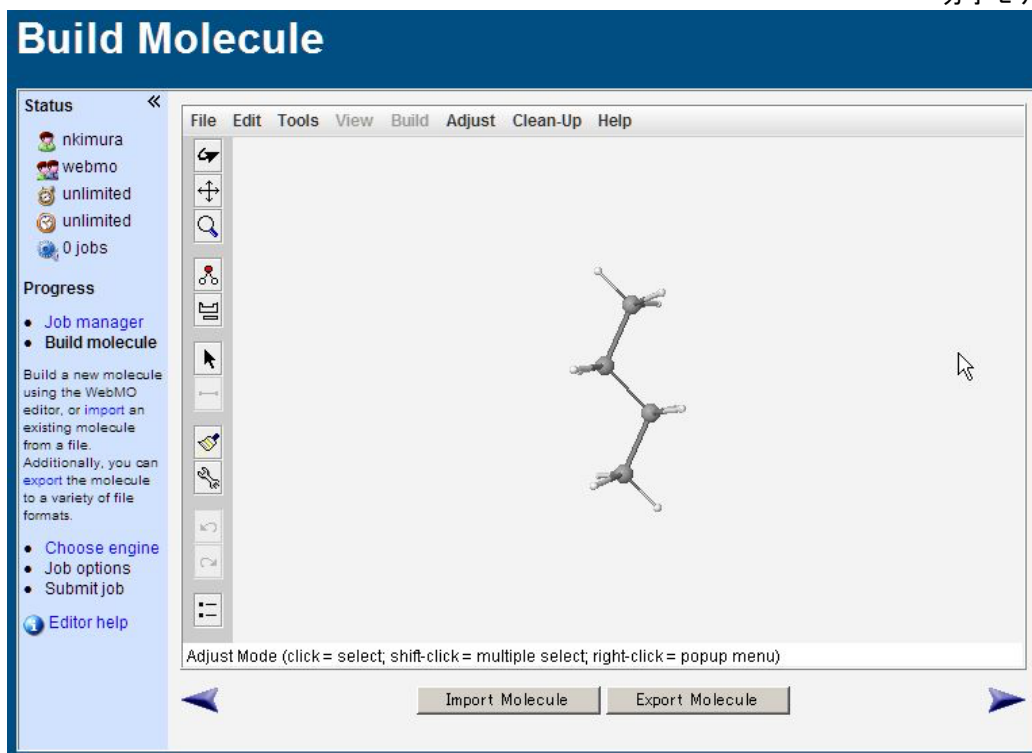 Build Molecule
Status
«
nkimura
webmo
unlimited
unlimited
0 jobs
Progress
Job manager
Build molecule
Build a new molecule
using the WebMO
editor, or import an
existing molecule
from a file.
Additionally, you can
export the molecule
to a variety of file
formats.
Choose engine
Job options
Submit job
Editor help
File Edit Tools View Build Adjust Clean-Up Help
Adjust Mode (click = select; shift-click = multiple select; right-click = popup menu)
Import Molecule Export Molecule